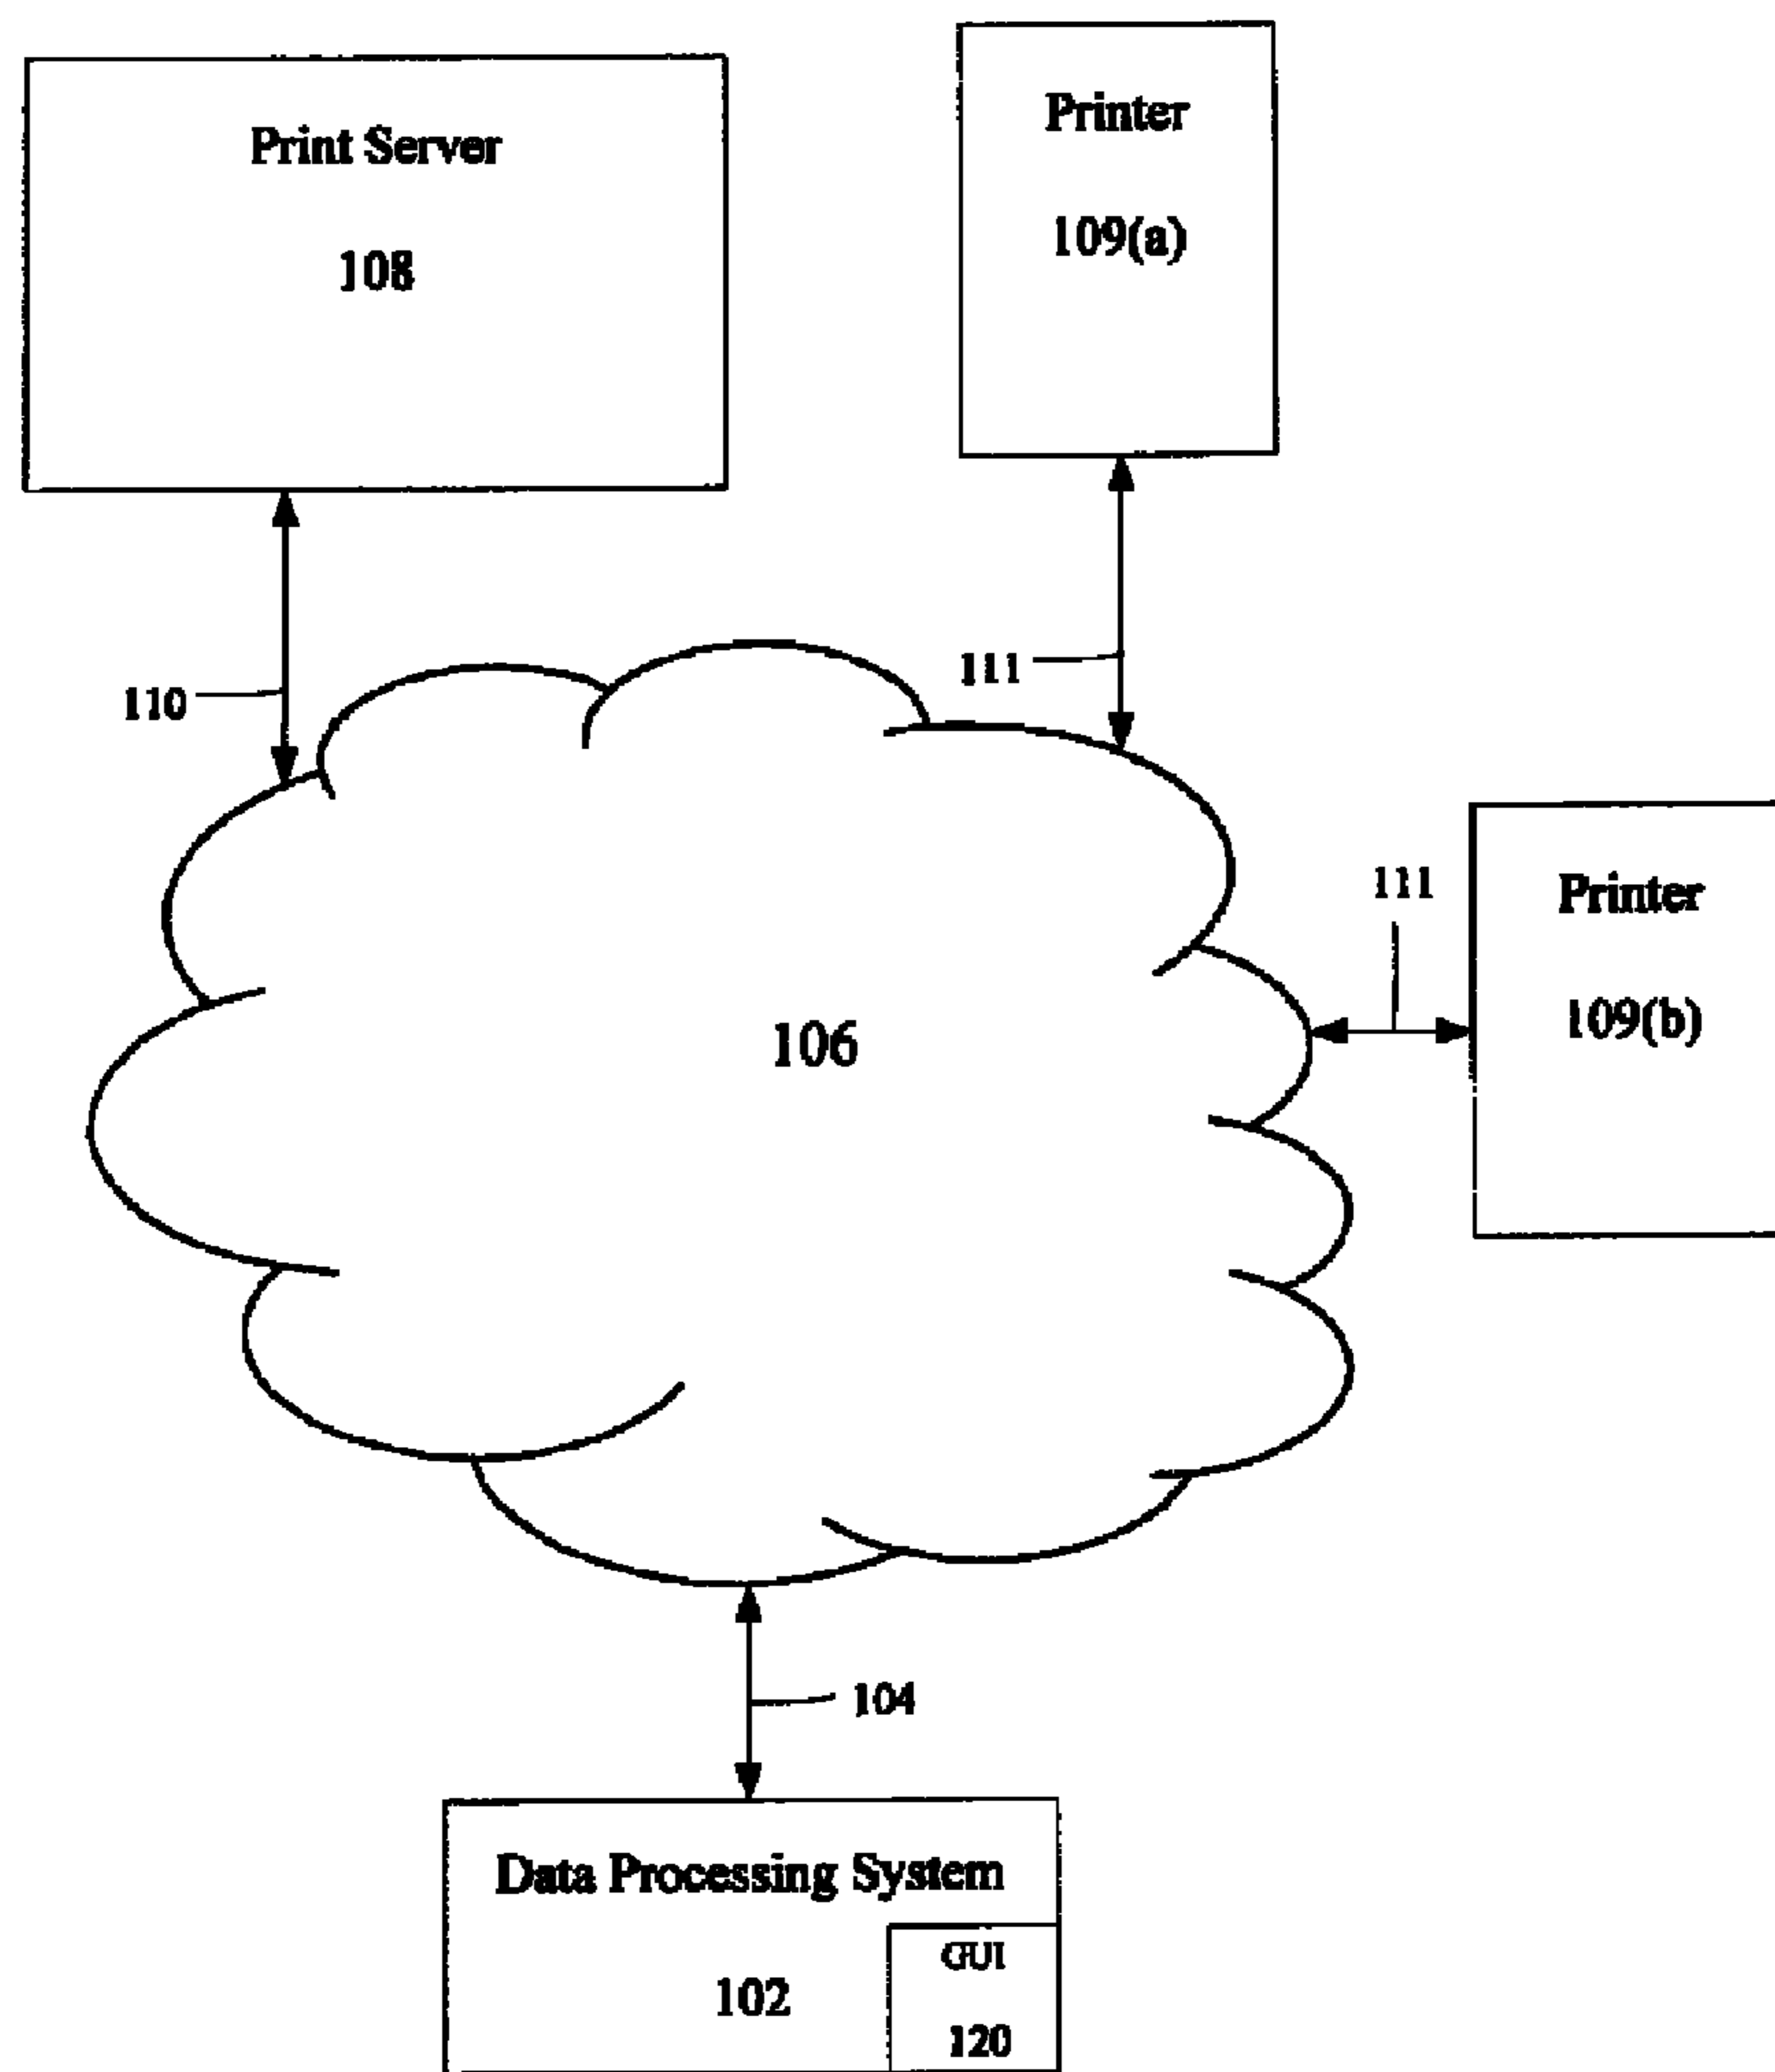 Print Server
108
Printer
109(a)
110
111
111
Printer
109(b)
106
104
Data Processing System
102
GUI
120